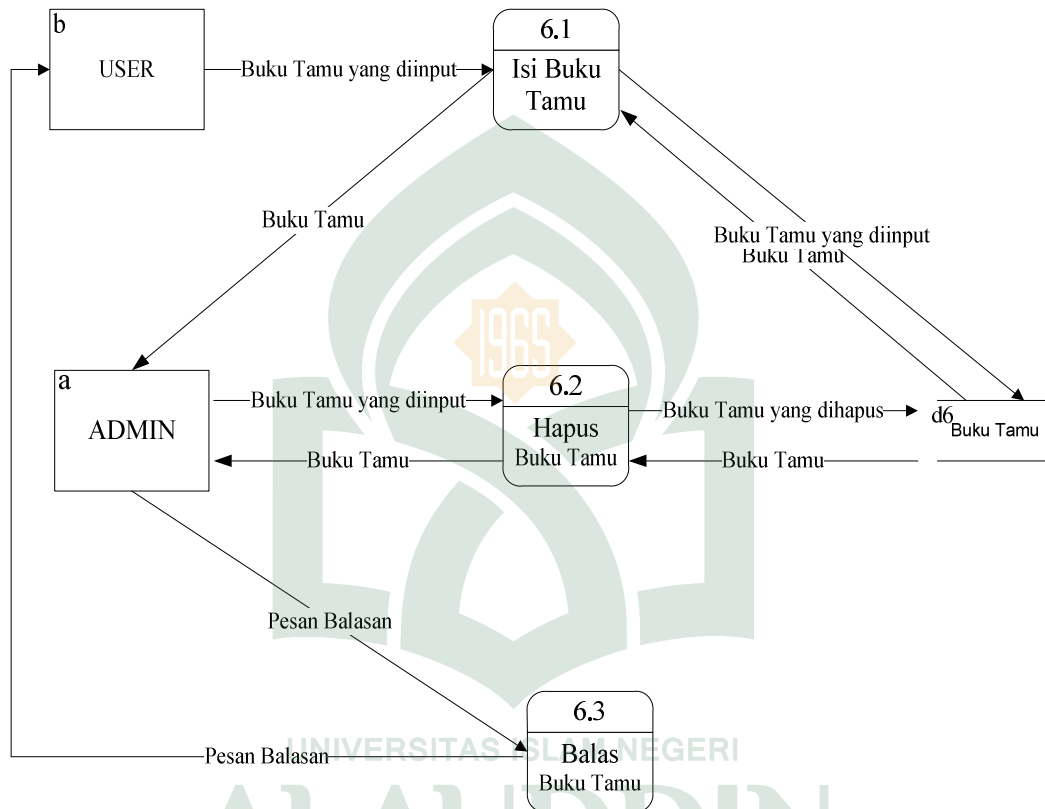 b
USER
Buku Tamu yang diinput
6.1
Isi Buku
Tamu
Buku Tamu
Buku Tamu yang diinput
Buku Tamu
1965
a
ADMIN
Buku Tamu yang diinput
6.2
Hapus
Buku Tamu
Buku Tamu yang dihapus
d6
Buku Tamu
Buku Tamu
Buku Tamu
Pesan Balasan
6.3
Balas
Buku Tamu
Pesan Balasan
UNIVERSITAS ISLAM NEGERI
ALAUDDIN